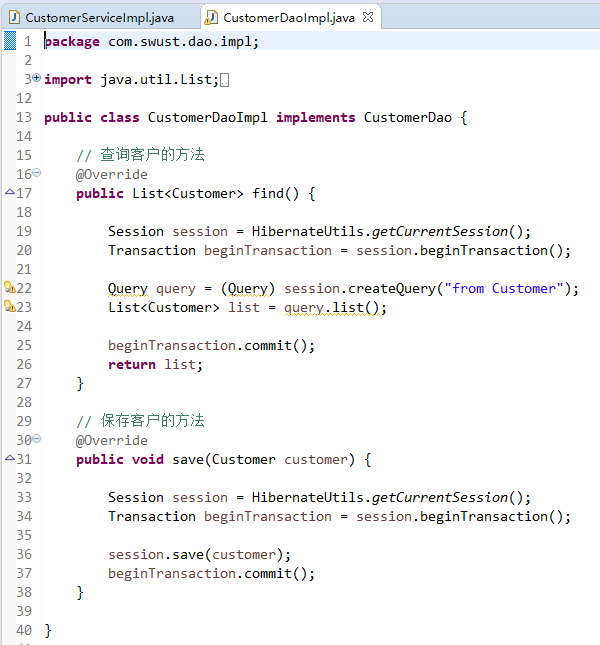 CustomerServiceImpl.java CustomerDaoImpl.java
1 package com.swust.dao.impl;
2
3 import java.util.List;
12
13 public class CustomerDaoImpl implements CustomerDao {
14
15 // 查询客户的方法
16 @Override
17 public List<Customer> find() {
18
19 Session session = HibernateUtils.getCurrentSession();
20 Transaction beginTransaction = session.beginTransaction();
21
22 Query query = (Query) session.createQuery("from Customer");
23 List<Customer> list = query.list();
24
25 beginTransaction.commit();
26 return list;
27 }
28
29 // 保存客户的方法
30 @Override
31 public void save(Customer customer) {
32
33 Session session = HibernateUtils.getCurrentSession();
34 Transaction beginTransaction = session.beginTransaction();
35
36 session.save(customer);
37 beginTransaction.commit();
38 }
39
40 }